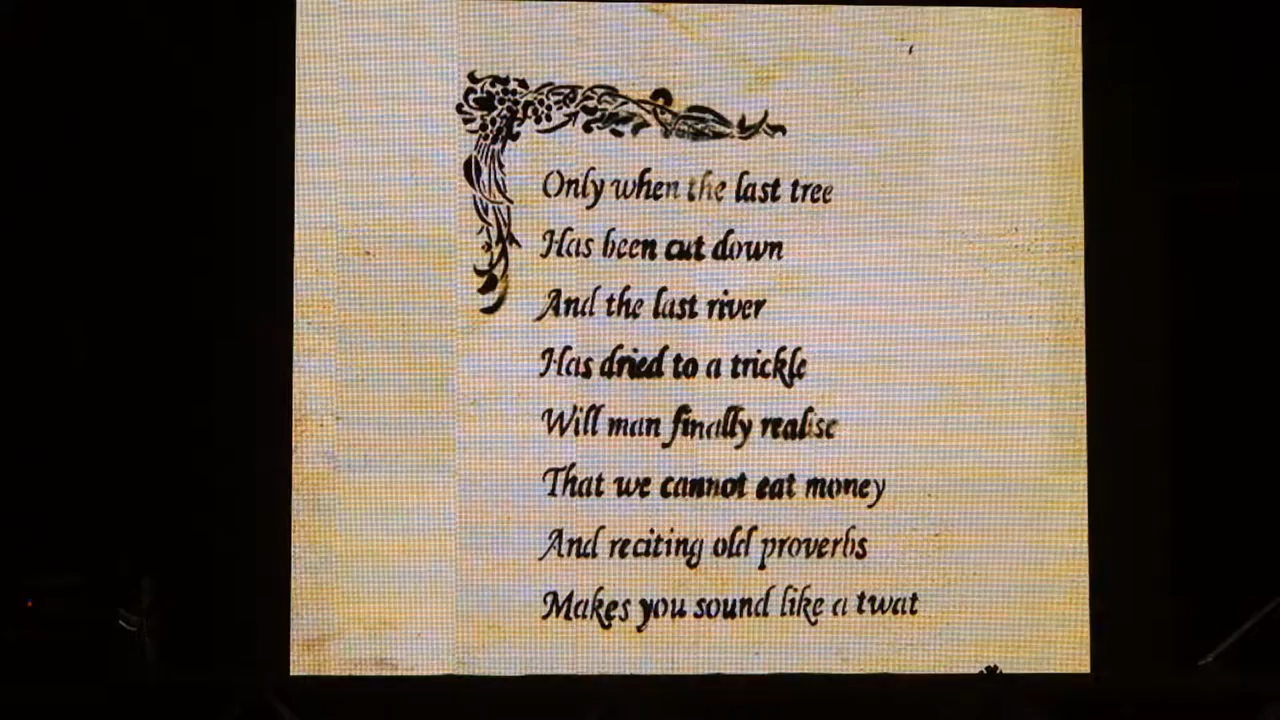 Only when the last tree
Has been cut down
And the last river
Has dried to a trickle
Will man finally realise
That we cannot eat money
And reciting old proverbs
Makes you sound like a twat